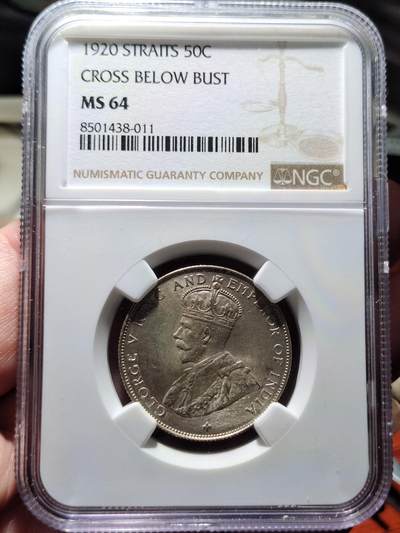 1920 STRAITS 50C
CROSS BELOW BUST
MS 64
8501438-011
NUMISMATIC GUARANTY COMPANY
NGC®
GEORGE V KING AND EMPEROR OF INDIA